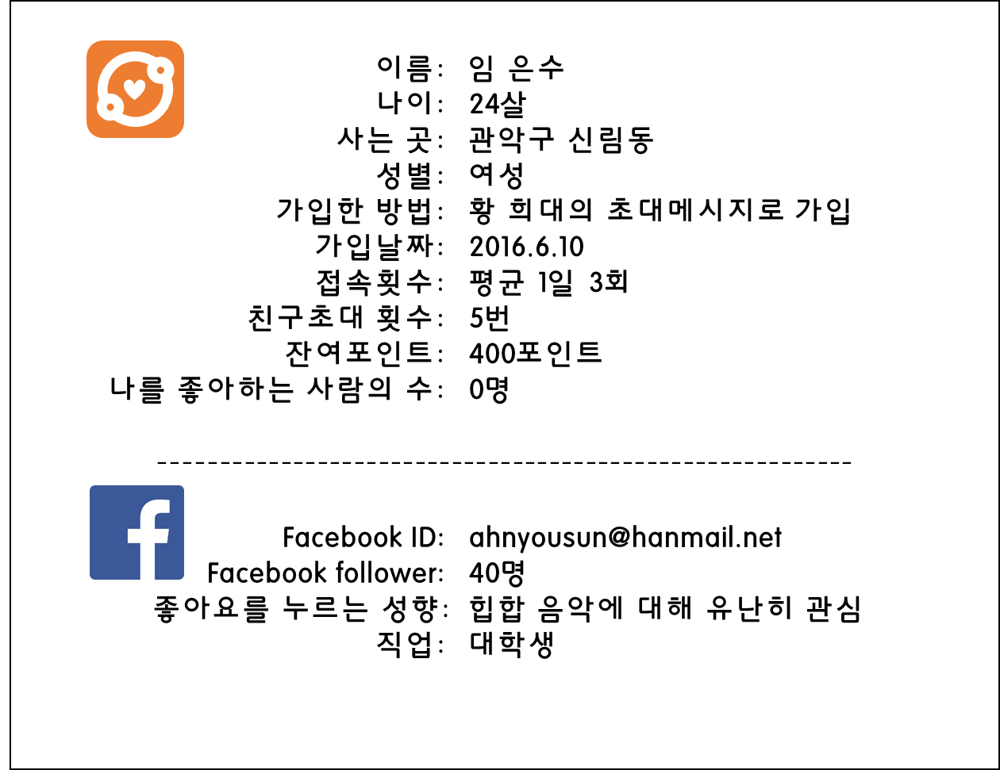 이름: 임 은수
나이: 24살
사는 곳: 관악구 신림동
성별: 여성
가입한 방법: 황 희대의 초대메시지로 가입
가입날짜: 2016.6.10
접속횟수: 평균 1일 3회
친구초대 횟수: 5번
잔여포인트: 400포인트
나를 좋아하는 사람의 수: 0명
--------------------------------------------------------
Facebook ID: ahnyousun@hanmail.net
Facebook follower: 40명
좋아요를 누르는 성향: 힙합 음악에 대해 유난히 관심
직업: 대학생